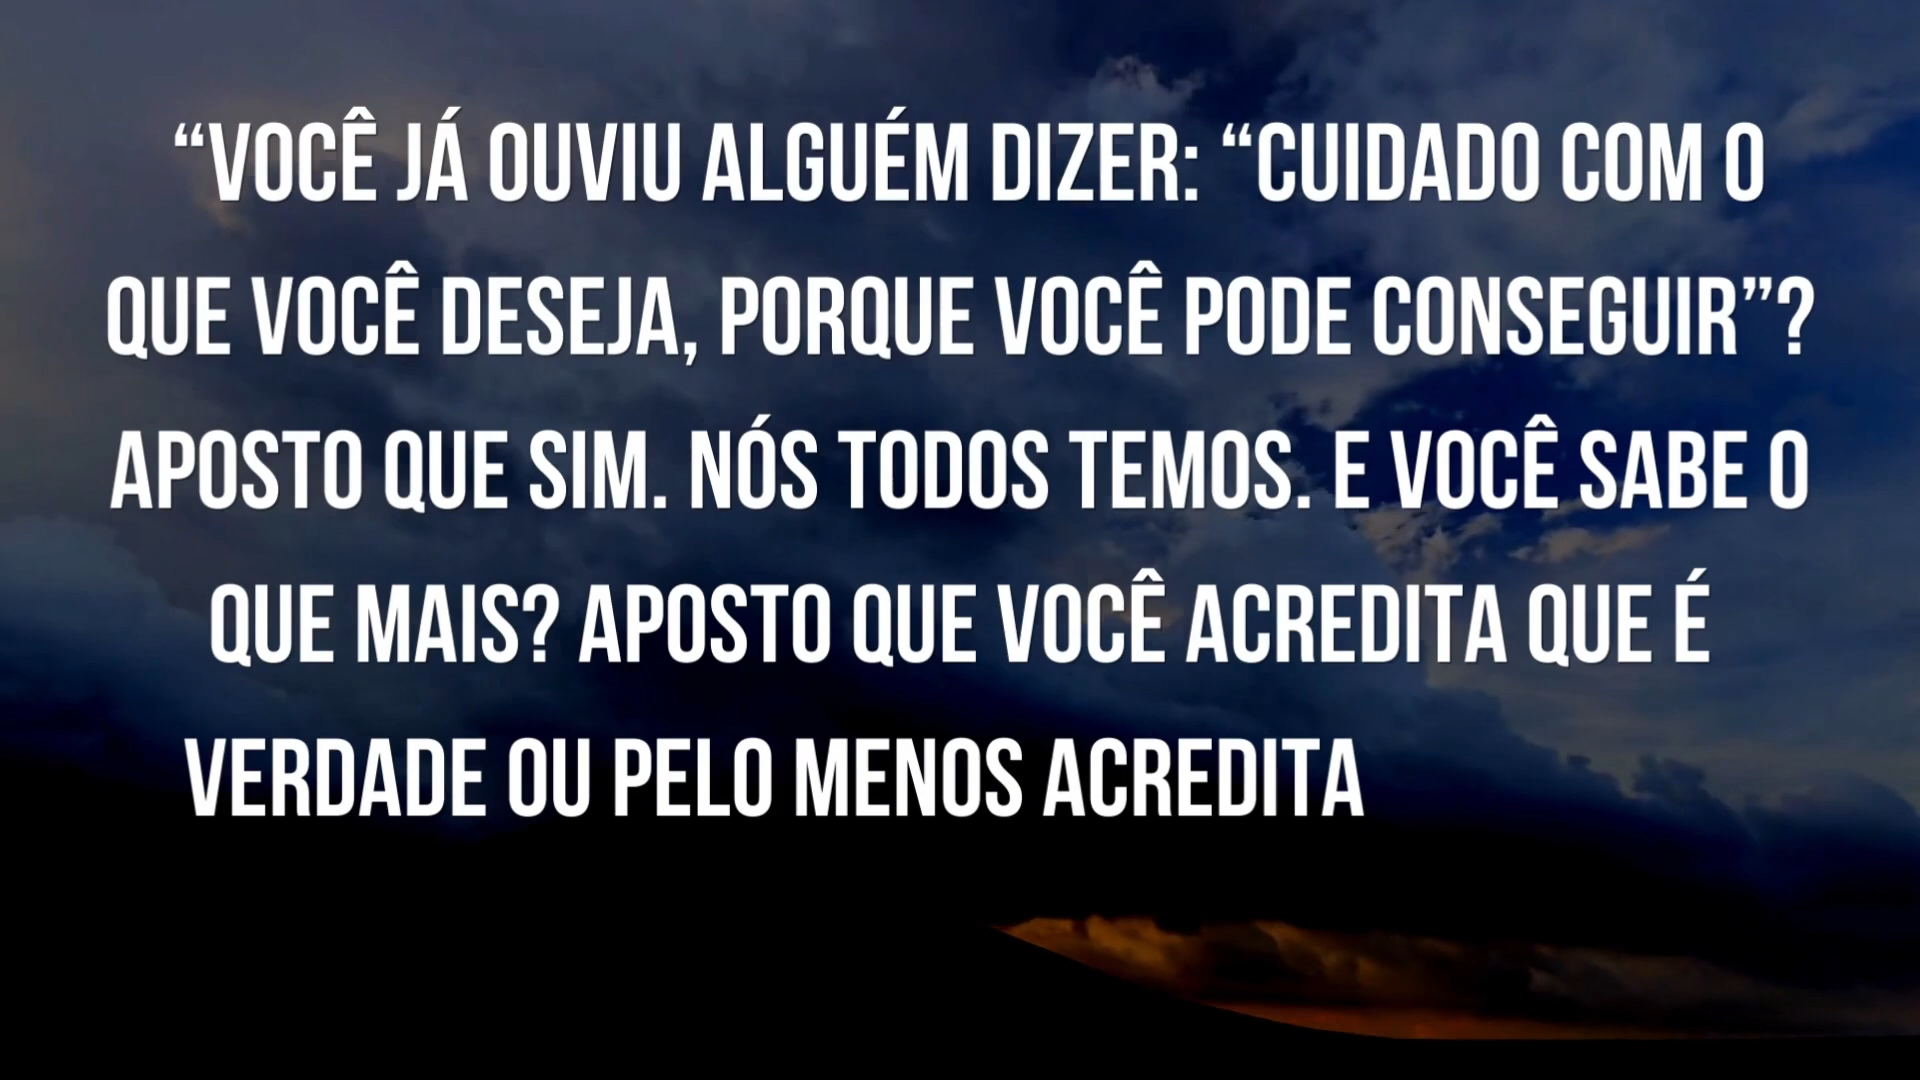 “VOCÊ JÁ OUVIU ALGUÉM DIZER: “CUIDADO COM O
QUE VOCÊ DESEJA, PORQUE VOCÊ PODE CONSEGUIR”?
APOSTO QUE SIM. NÓS TODOS TEMOS. E VOCÊ SABE O
QUE MAIS? APOSTO QUE VOCÊ ACREDITA QUE É
VERDADE OU PELO MENOS ACREDITA